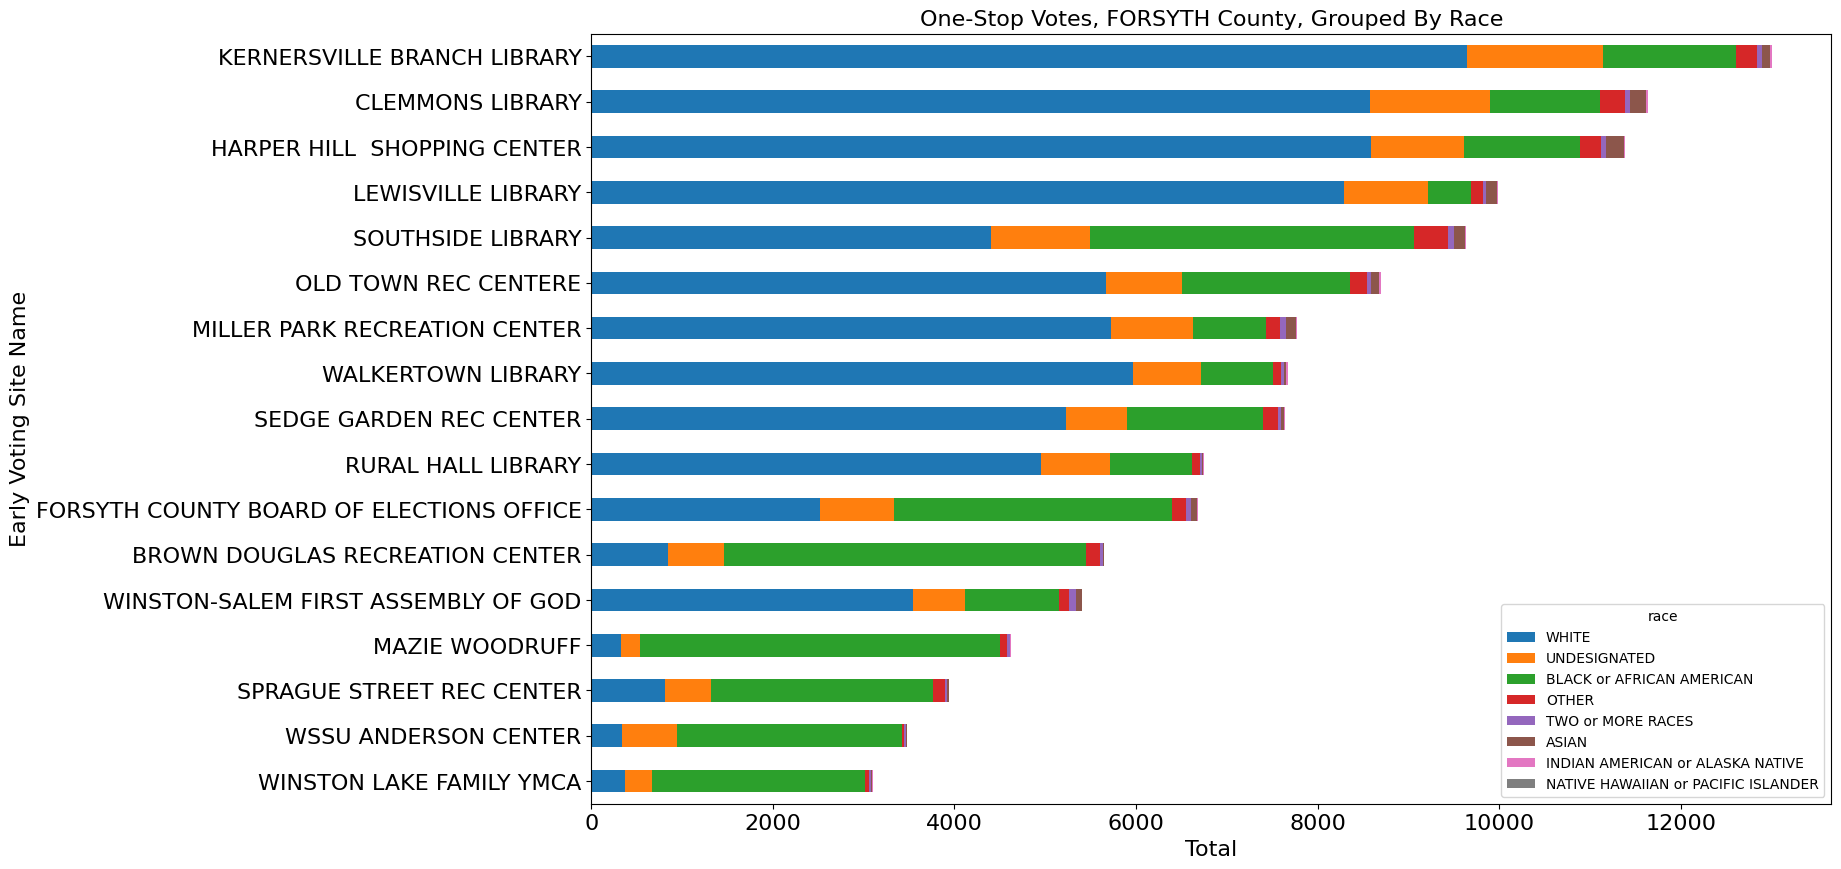 One-Stop Votes, FORSYTH County, Grouped By Race
Early Voting Site Name
KERNERSVILLE BRANCH LIBRARY
CLEMMONS LIBRARY
HARPER HILL  SHOPPING CENTER
LEWISVILLE LIBRARY
SOUTHSIDE LIBRARY
OLD TOWN REC CENTERE
MILLER PARK RECREATION CENTER
WALKERTOWN LIBRARY
SEDGE GARDEN REC CENTER
RURAL HALL LIBRARY
FORSYTH COUNTY BOARD OF ELECTIONS OFFICE
BROWN DOUGLAS RECREATION CENTER
WINSTON-SALEM FIRST ASSEMBLY OF GOD
MAZIE WOODRUFF
SPRAGUE STREET REC CENTER
WSSU ANDERSON CENTER
WINSTON LAKE FAMILY YMCA
race
WHITE
UNDESIGNATED
BLACK or AFRICAN AMERICAN
OTHER
TWO or MORE RACES
ASIAN
INDIAN AMERICAN or ALASKA NATIVE
NATIVE HAWAIIAN or PACIFIC ISLANDER
0 2000 4000 6000 8000 10000 12000
Total